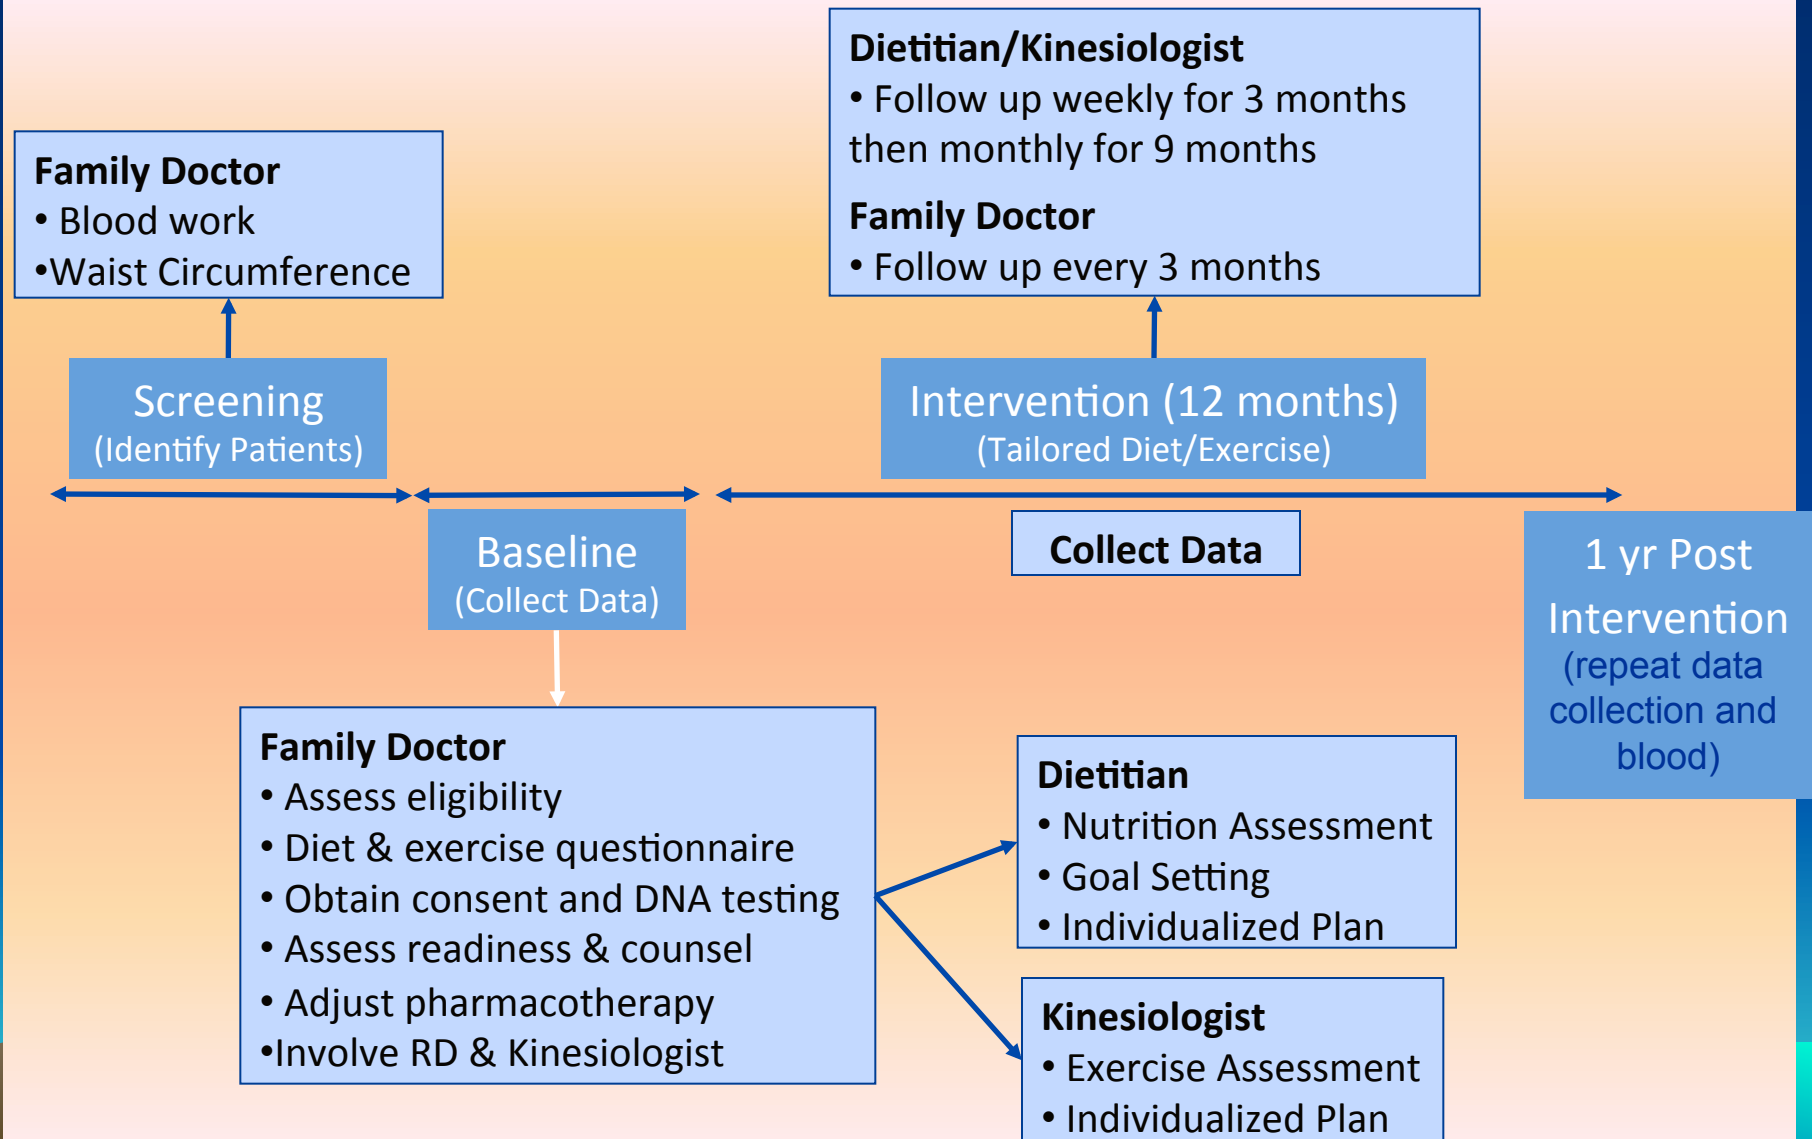 Dietitian/Kinesiologist
• Follow up weekly for 3 months
then monthly for 9 months
Family Doctor
• Follow up every 3 months
Family Doctor
• Blood work
•Waist Circumference
Screening
(Identify Patients)
Intervention (12 months)
(Tailored Diet/Exercise)
Baseline
(Collect Data)
Collect Data
1 yr Post
Intervention
(repeat data
collection and
blood)
Family Doctor
• Assess eligibility
• Diet & exercise questionnaire
• Obtain consent and DNA testing
• Assess readiness & counsel
• Adjust pharmacotherapy
•Involve RD & Kinesiologist
Dietitian
• Nutrition Assessment
• Goal Setting
• Individualized Plan
Kinesiologist
• Exercise Assessment
• Individualized Plan